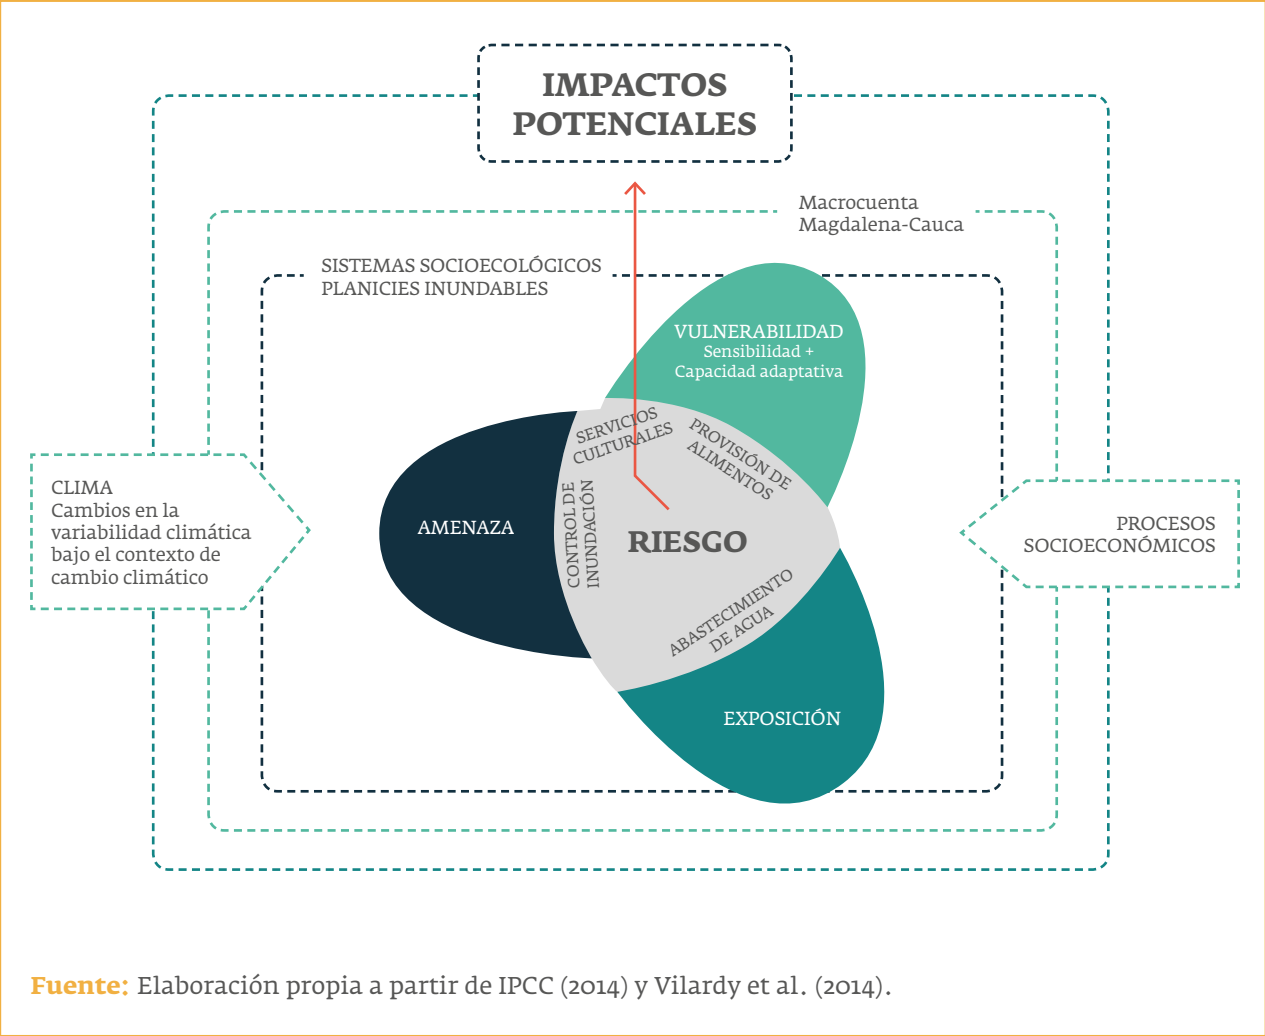 IMPACTOS
POTENCIALES
Macrocuenta
Magdalena-Cauca
SISTEMAS SOCIOECOLÓGICOS
PLANICIES INUNDABLES
VULNERABILIDAD
Sensibilidad +
Capacidad adaptativa
SERVICIOS
CULTURALES
PROVISIÓN DE
ALIMENTOS
CLIMA
Cambios en la
variabilidad climática
bajo el contexto de
cambio climático
AMENAZA
CONTROL DE
INUNDACIÓN
RIESGO
PROCESOS
SOCIOECONÓMICOS
ABASTECIMIENTO
DE AGUA
EXPOSICIÓN
Fuente: Elaboración propia a partir de IPCC (2014) y Vilardy et al. (2014).